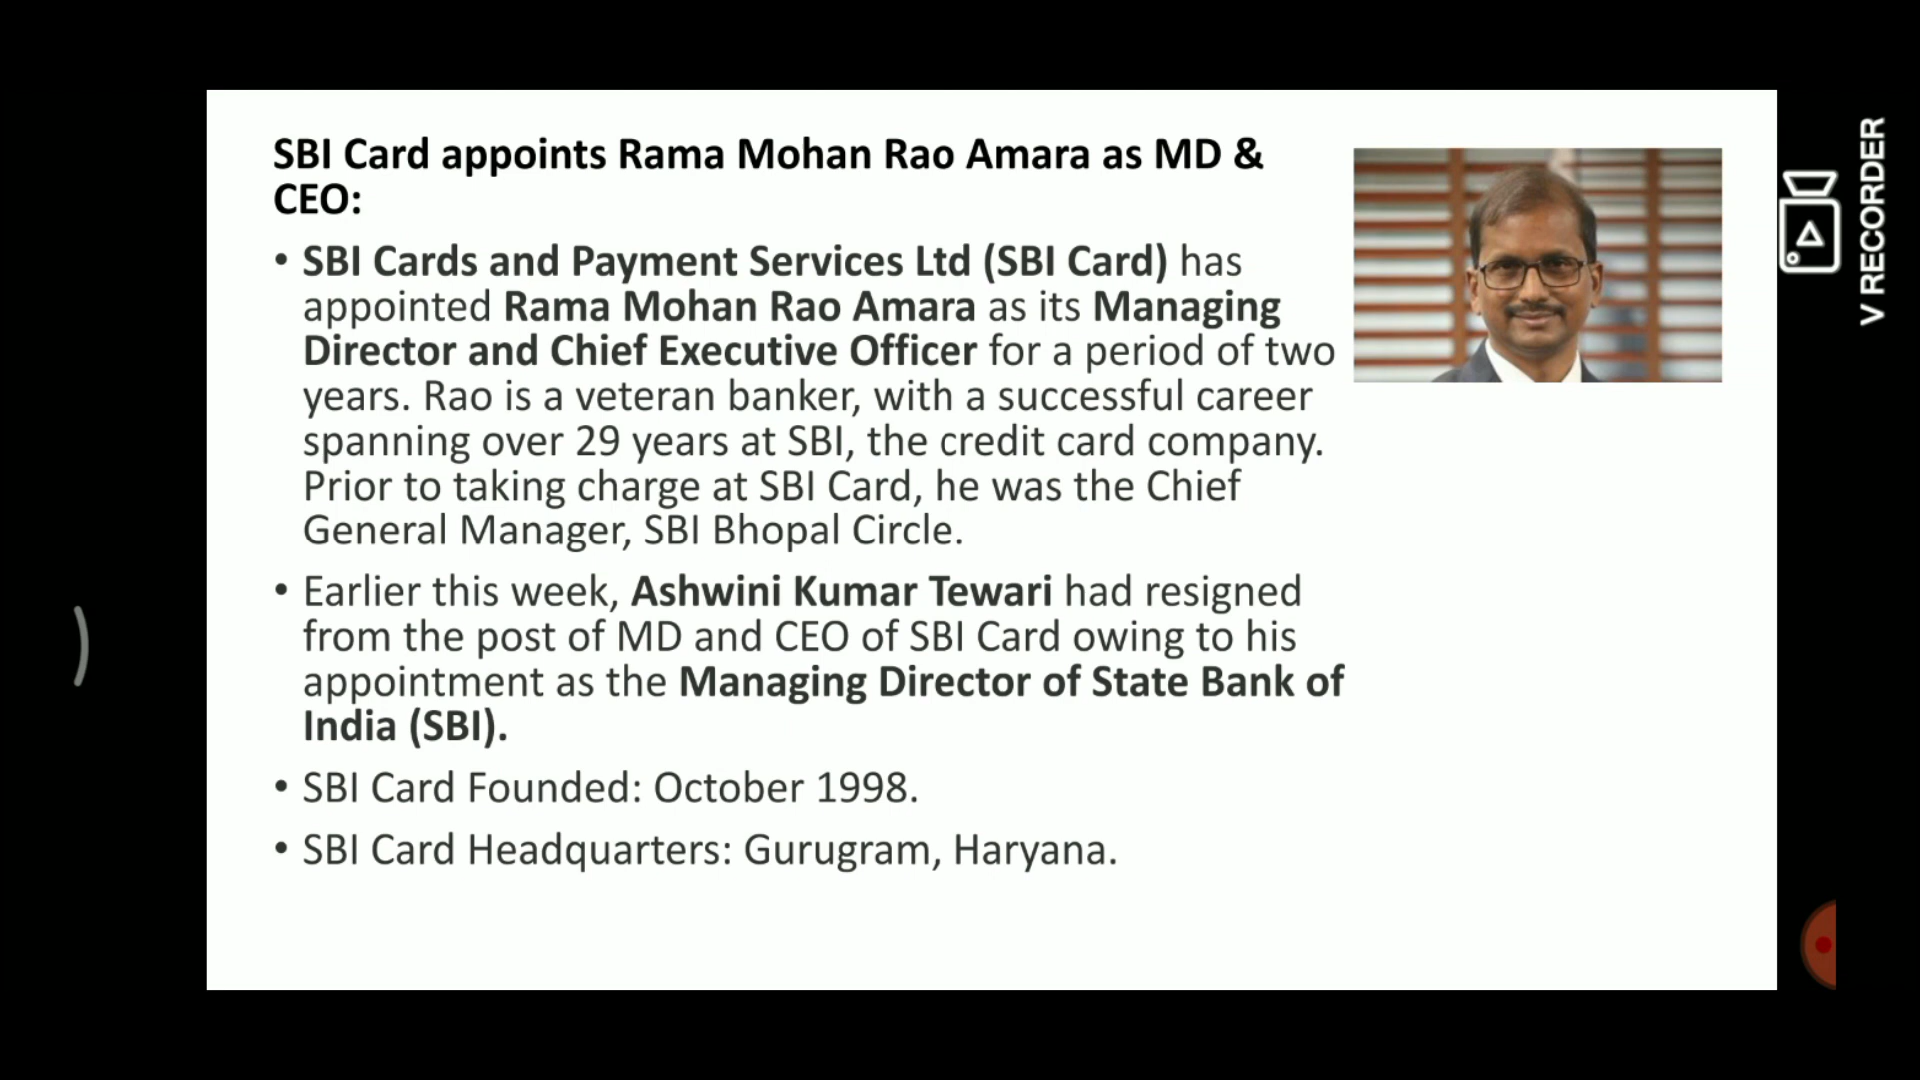 SBI Card appoints Rama Mohan Rao Amara as MD &
CEO:
• SBI Cards and Payment Services Ltd (SBI Card) has
appointed Rama Mohan Rao Amara as its Managing
Director and Chief Executive Officer for a period of two
years. Rao is a veteran banker, with a successful career
spanning over 29 years at SBI, the credit card company.
Prior to taking charge at SBI Card, he was the Chief
General Manager, SBI Bhopal Circle.
• Earlier this week, Ashwini Kumar Tewari had resigned
from the post of MD and CEO of SBI Card owing to his
appointment as the Managing Director of State Bank of
India (SBI).
• SBI Card Founded: October 1998.
• SBI Card Headquarters: Gurugram, Haryana.
V RECORDER